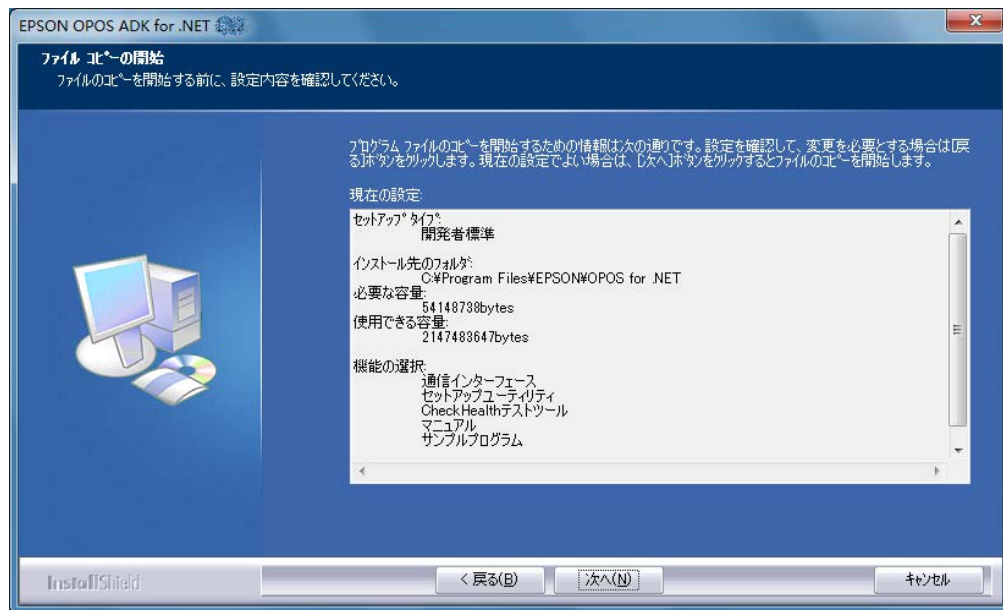 EPSON OPOS ADK for .NET
ファイル コピーの開始
ファイルのコピーを開始する前に、設定内容を確認してください。
プログラム ファイルのコピーを開始するための情報は次の通りです。設定を確認して、変更を必要とする場合は[戻
る]ボタンをクリックします。現在の設定でよい場合は、[次へ]ボタンをクリックするとファイルのコピーを開始します。
現在の設定:
セットアップ タイプ:
開発者標準
インストール先のフォルダ:
C:¥Program Files¥EPSON¥OPOS for .NET
必要な容量:
54148738bytes
使用できる容量:
2147483647bytes
機能の選択:
通信インターフェース
セットアップユーティリティ
CheckHealthテストツール
マニュアル
サンプルプログラム
InstallShield
< 戻る(B)
次へ(N)
キャンセル